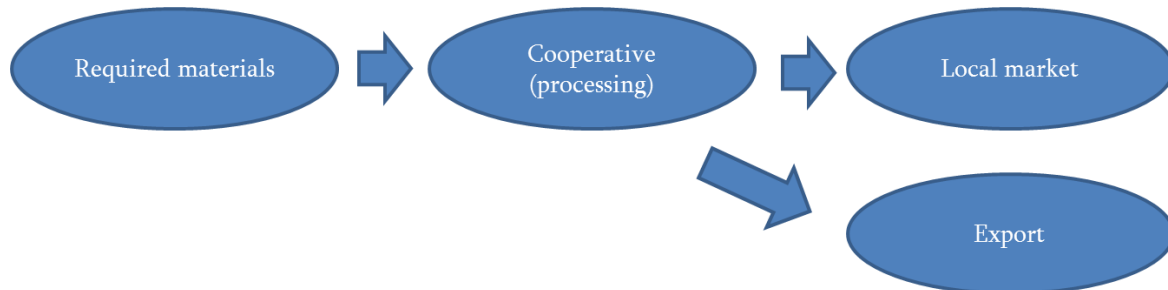 Required materials
Cooperative
(processing)
Local market
Export